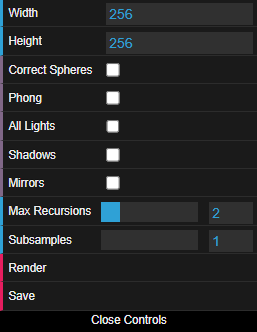 Width 256
Height 256
Correct Spheres
Phong
All Lights
Shadows
Mirrors
Max Recursions 2
Subsamples 1
Render
Save
Close Controls